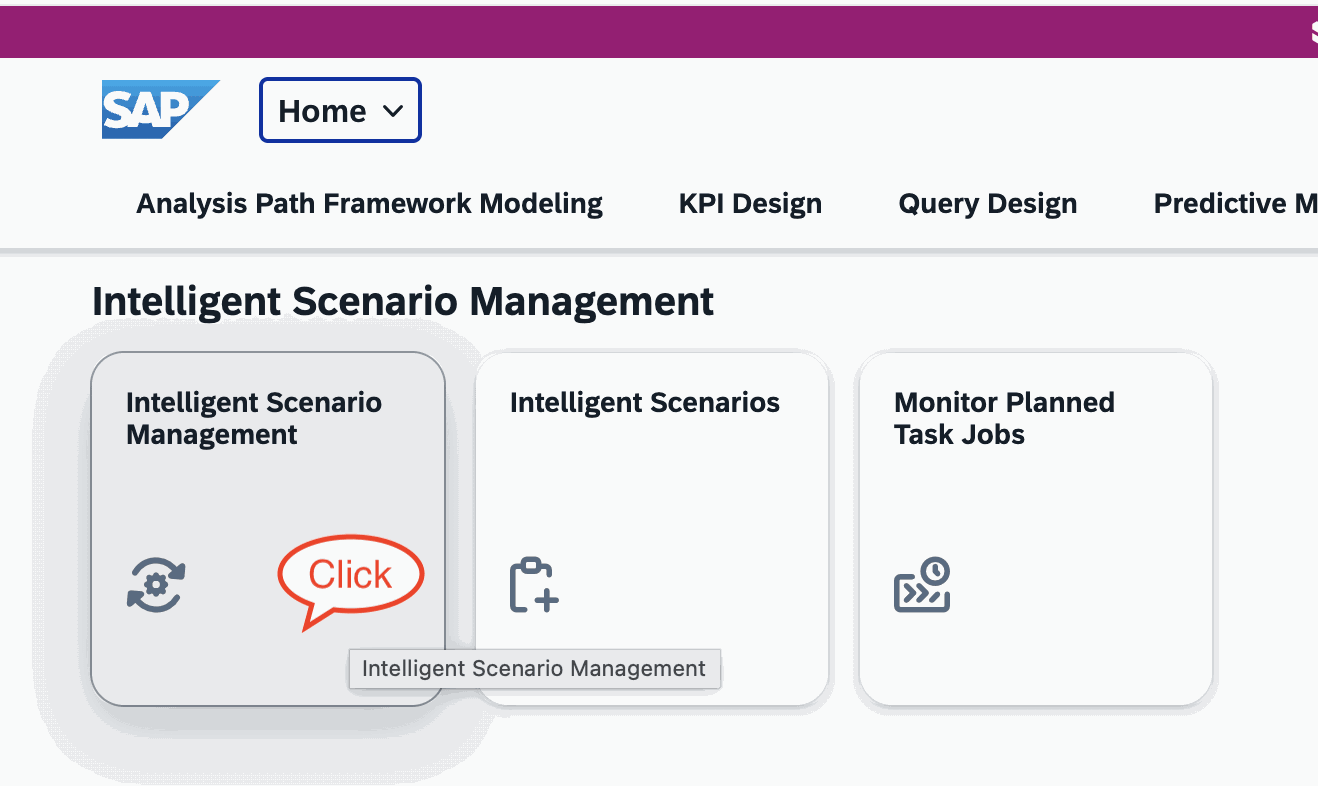 SAP
Home
Analysis Path Framework Modeling KPI Design Query Design Predictive
Intelligent Scenario Management
Intelligent Scenario
Management
Intelligent Scenarios
Monitor Planned
Task Jobs
Click
Intelligent Scenario Management